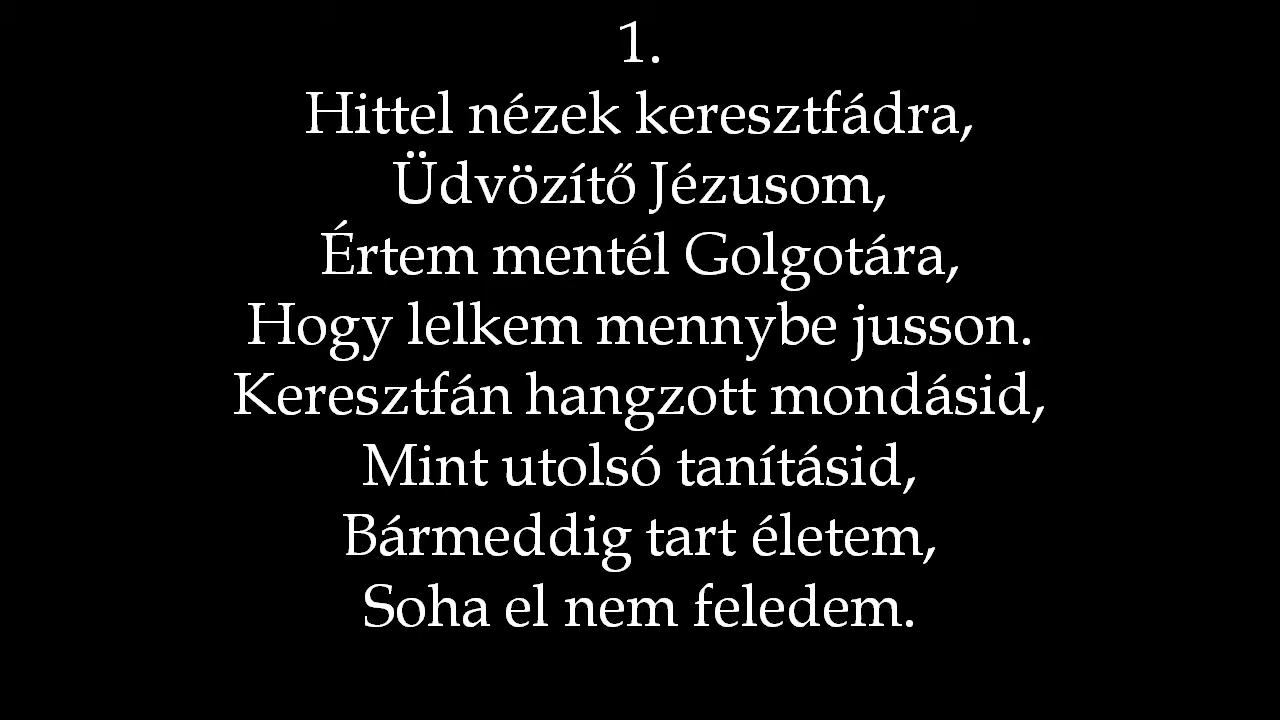 1.
Hittel nézek keresztfádra,
Üdvözítő Jézusom,
Értem mentél Golgotára,
Hogy lelkem mennybe jusson.
Keresztfán hangzott mondásid,
Mint utolsó tanításid,
Bármeddig tart életem,
Soha el nem feledem.